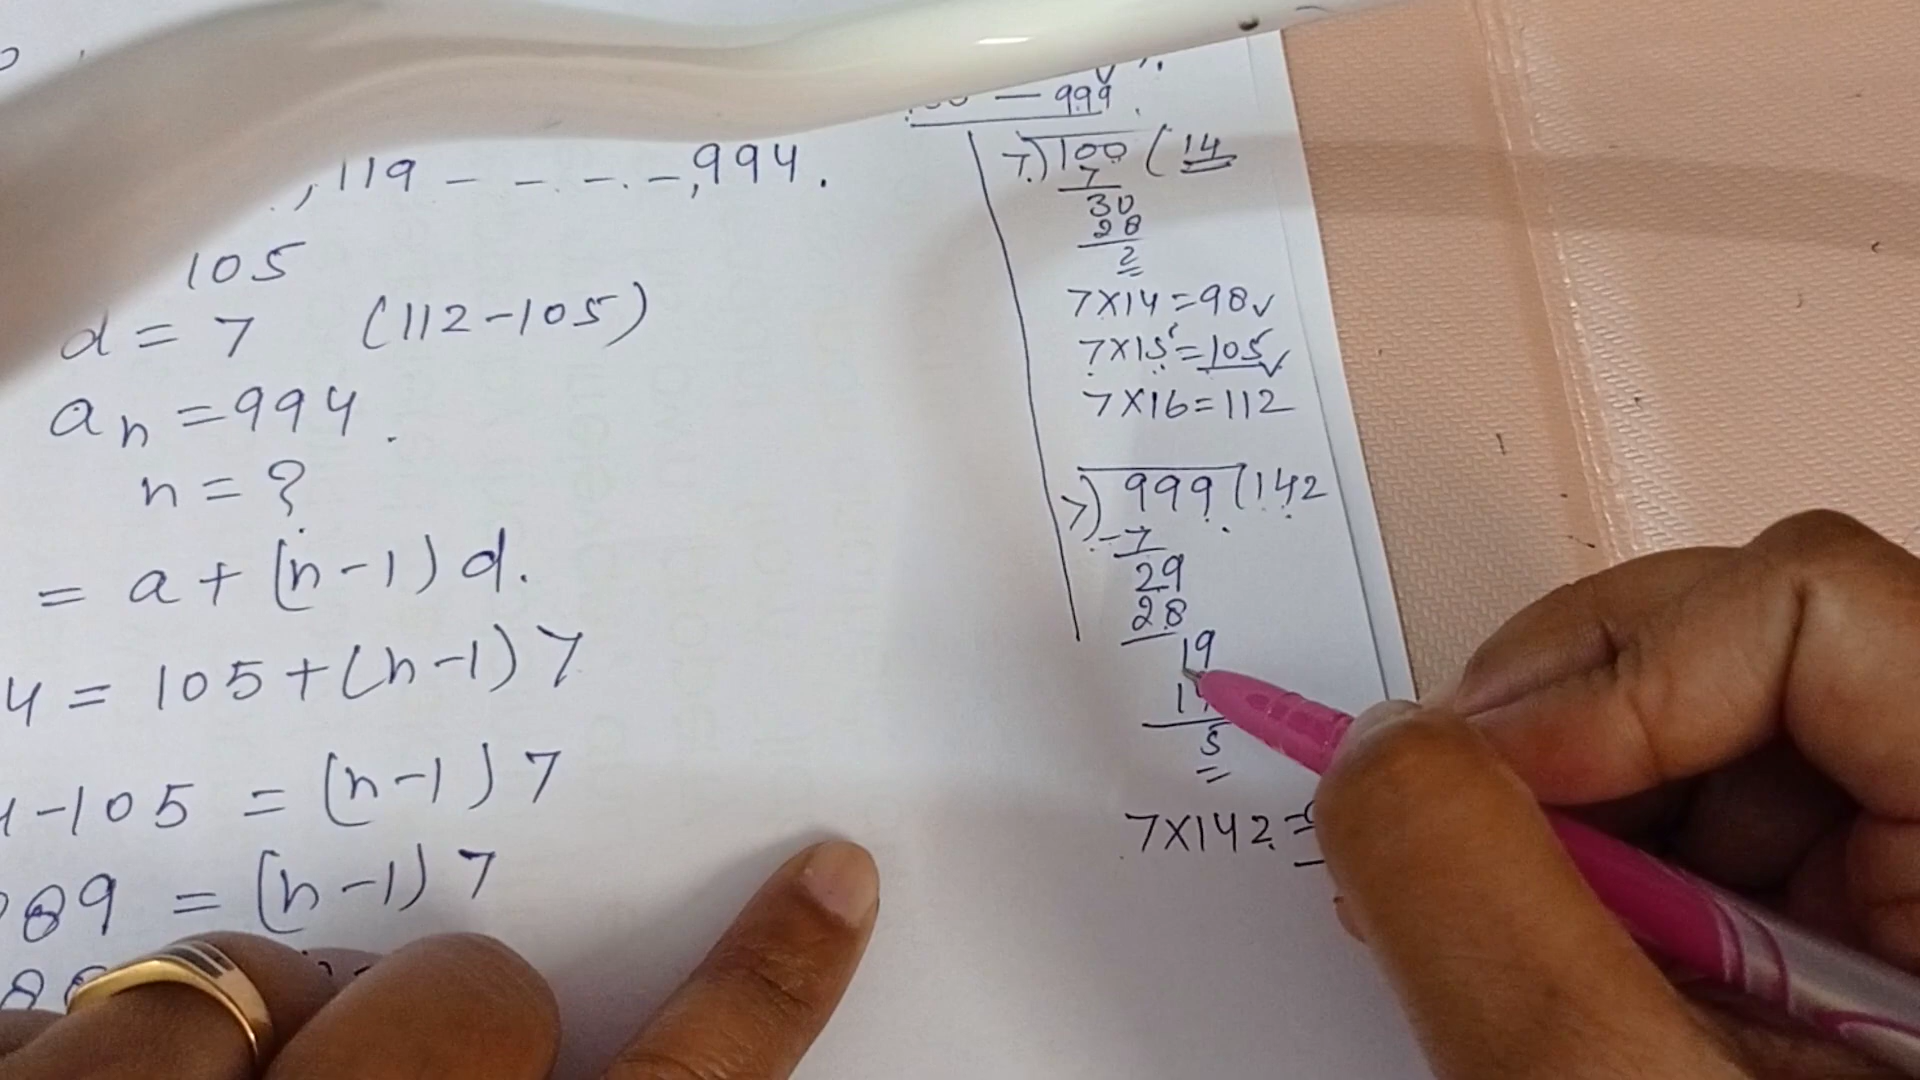 , 119 - - - - -, 994.
105
d = 7 (112-105)
an = 994.
n = ?
= a + (n-1) d.
4 = 105 + (n-1) 7
-105 = (n-1) 7
889 = (n-1) 7
— 999.
7) 100 ( 14
7
30
28
2
7×14=98✓
7×15=105✓
7×16=112
7) 999 (142
-7
29
28
19
1
5
7×142=